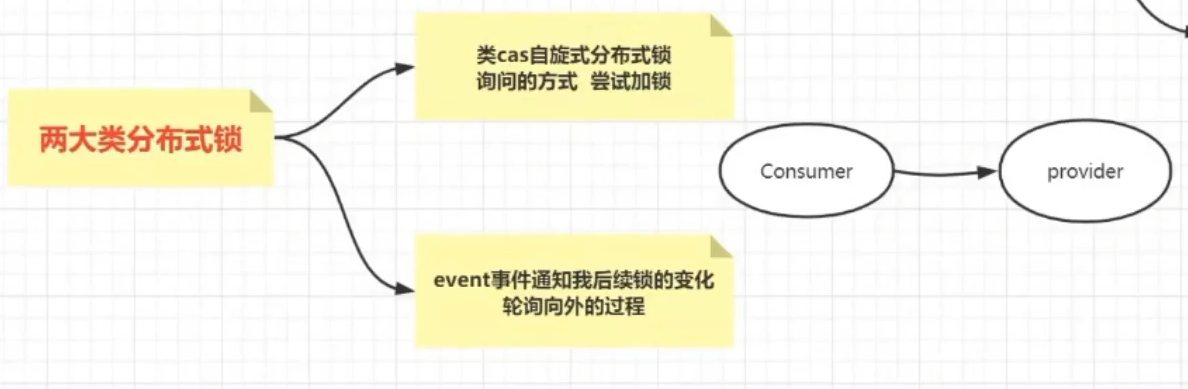 两大类分布式锁
类cas自旋式分布式锁
询问的方式 尝试加锁
Consumer
provider
event事件通知我后续锁的变化
轮询向外的过程